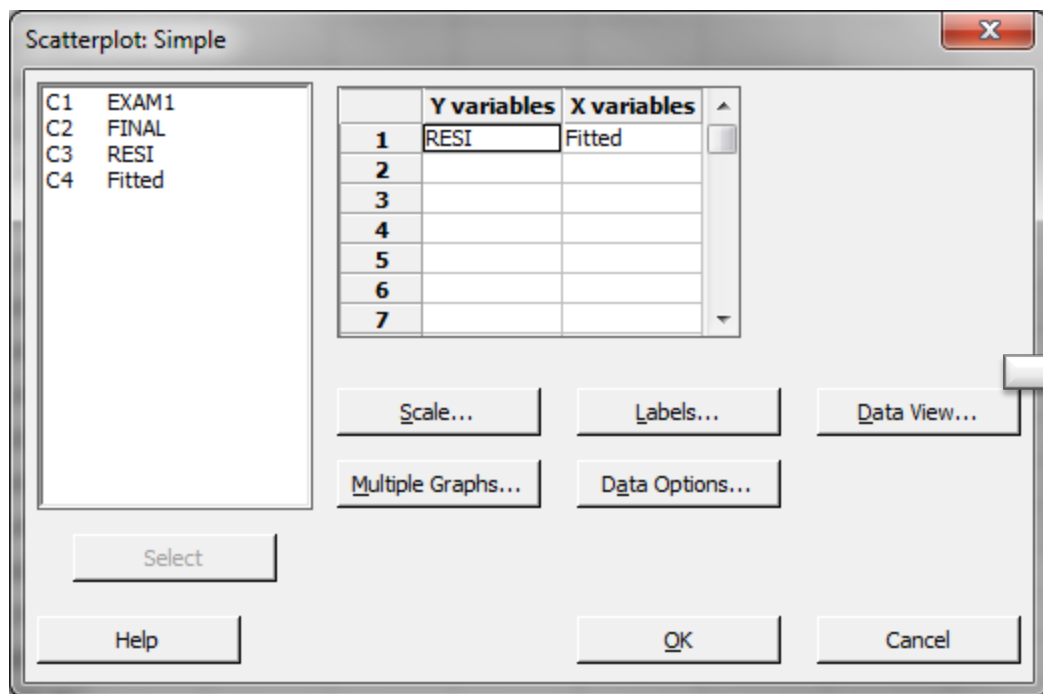 Scatterplot: Simple
C1 EXAM1
C2 FINAL
C3 RESI
C4 Fitted
Y variables X variables
1 RESI Fitted
2
3
4
5
6
7
Scale... Labels... Data View...
Multiple Graphs... Data Options...
Select
Help OK Cancel